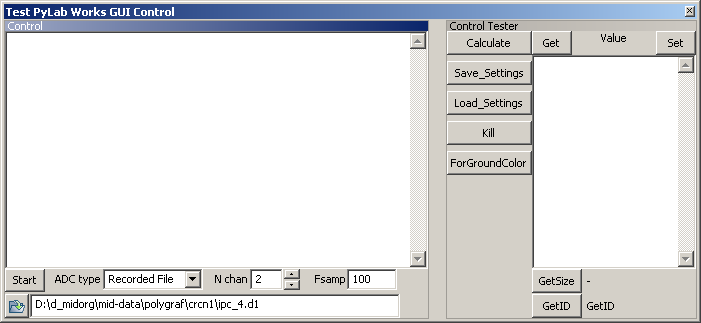 Test PyLab Works GUI Control
Control
Control Tester
Calculate Get Value Set
Save_Settings
Load_Settings
Kill
ForGroundColor
Start ADC type Recorded File N chan 2 Fsamp 100
GetSize -
D:\d_midorg\mid-data\polygraf\crcn1\ipc_4.d1
GetID GetID